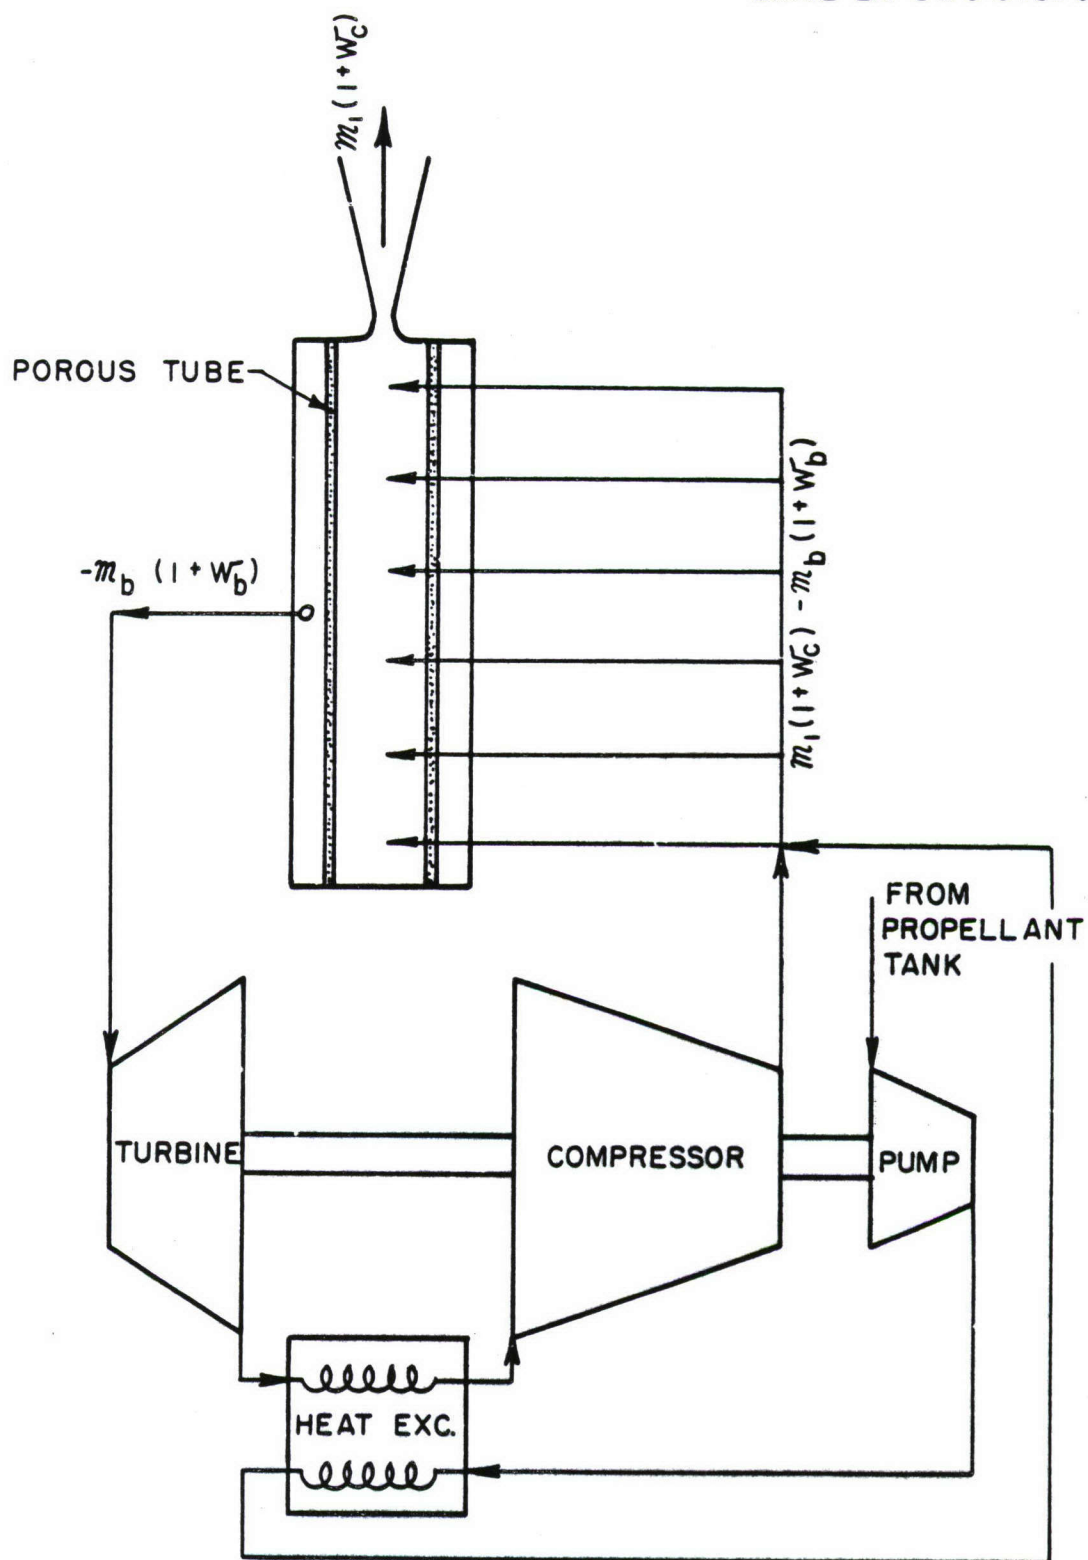 m₁ (1 + W_c)
POROUS TUBE
-m_b (1 + W_b)
m₁ (1 + W_c) - m_b (1 + W_b)
FROM
PROPELLANT
TANK
TURBINE
COMPRESSOR
PUMP
HEAT EXC.